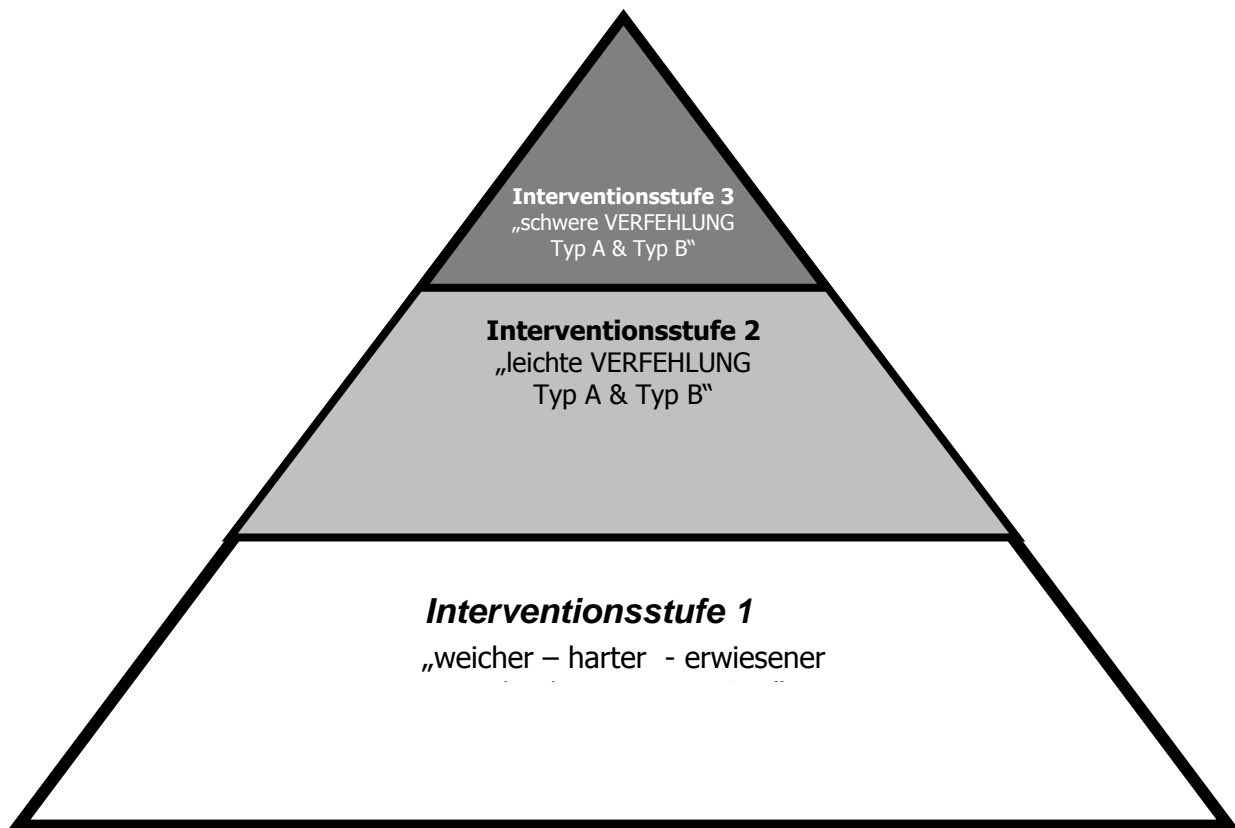 Interventionsstufe 3
„schwere VERFEHLUNG
Typ A & Typ B“
Interventionsstufe 2
„leichte VERFEHLUNG
Typ A & Typ B“
Interventionsstufe 1
„weicher – harter - erwiesener